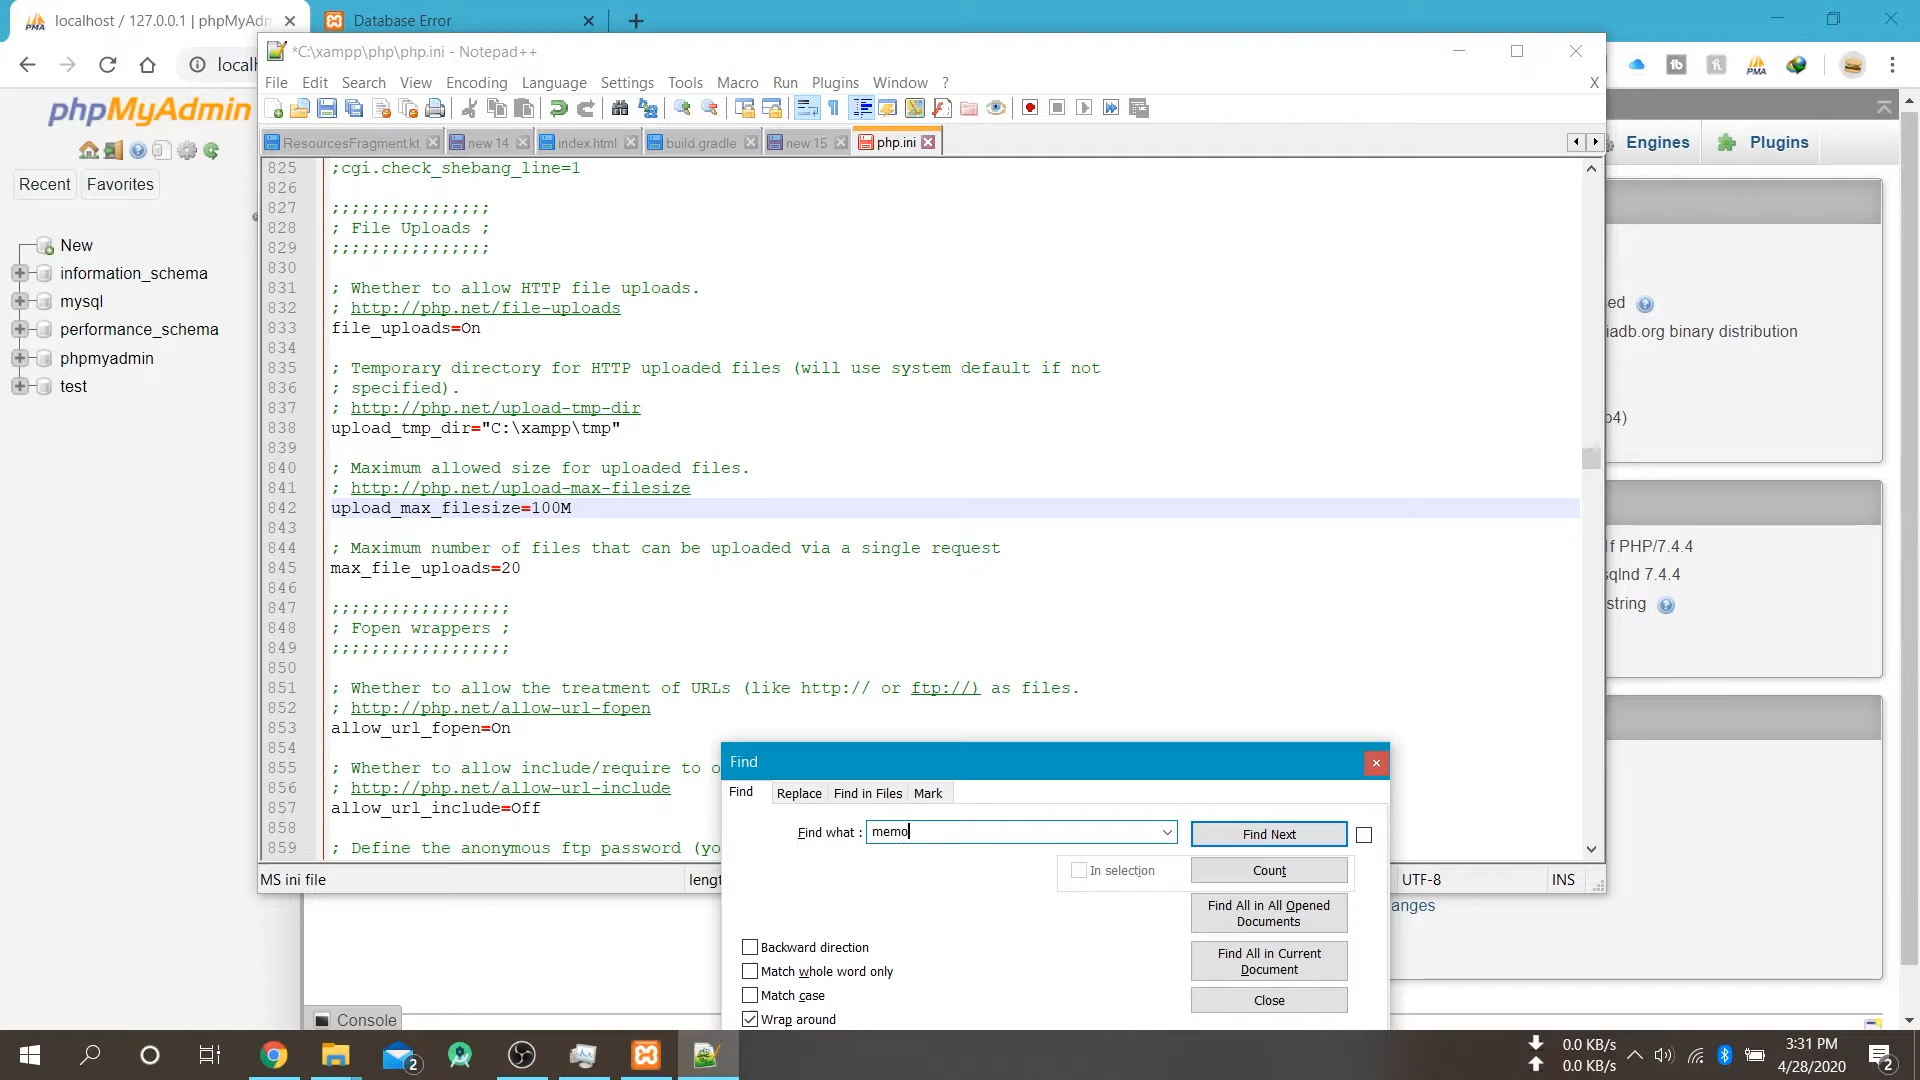 localhost / 127.0.0.1 | phpMyAdm
Database Error
*C:\xampp\php\php.ini - Notepad++
File Edit Search View Encoding Language Settings Tools Macro Run Plugins Window ? X
localh
phpMyAdmin
Recent Favorites
New
information_schema
mysql
performance_schema
phpmyadmin
test
ResourcesFragment.kt new 14 index.html build.gradle new 15 php.ini
825 ;cgi.check_shebang_line=1
826
827 ;;;;;;;;;;;;;;;;
828 ; File Uploads ;
829 ;;;;;;;;;;;;;;;;
830
831 ; Whether to allow HTTP file uploads.
832 ; http://php.net/file-uploads
833 file_uploads=On
834
835 ; Temporary directory for HTTP uploaded files (will use system default if not
836 ; specified).
837 ; http://php.net/upload-tmp-dir
838 upload_tmp_dir="C:\xampp\tmp"
839
840 ; Maximum allowed size for uploaded files.
841 ; http://php.net/upload-max-filesize
842 upload_max_filesize=100M
843
844 ; Maximum number of files that can be uploaded via a single request
845 max_file_uploads=20
846
847 ;;;;;;;;;;;;;;;;;;
848 ; Fopen wrappers ;
849 ;;;;;;;;;;;;;;;;;;
850
851 ; Whether to allow the treatment of URLs (like http:// or ftp://) as files.
852 ; http://php.net/allow-url-fopen
853 allow_url_fopen=On
854
855 ; Whether to allow include/require to o
856 ; http://php.net/allow-url-include
857 allow_url_include=Off
858
859 ; Define the anonymous ftp password (yo
MS ini file lengt UTF-8 INS
Engines Plugins
sed
iadb.org binary distribution
p4)
lf PHP/7.4.4
sqlnd 7.4.4
string
anges
Find
Find Replace Find in Files Mark
Find what : memo
Find Next
In selection
Count
Find All in All Opened
Documents
Find All in Current
Document
Close
Backward direction
Match whole word only
Match case
Wrap around
Console
2
0.0 KB/s
0.0 KB/s
3:31 PM
4/28/2020
2